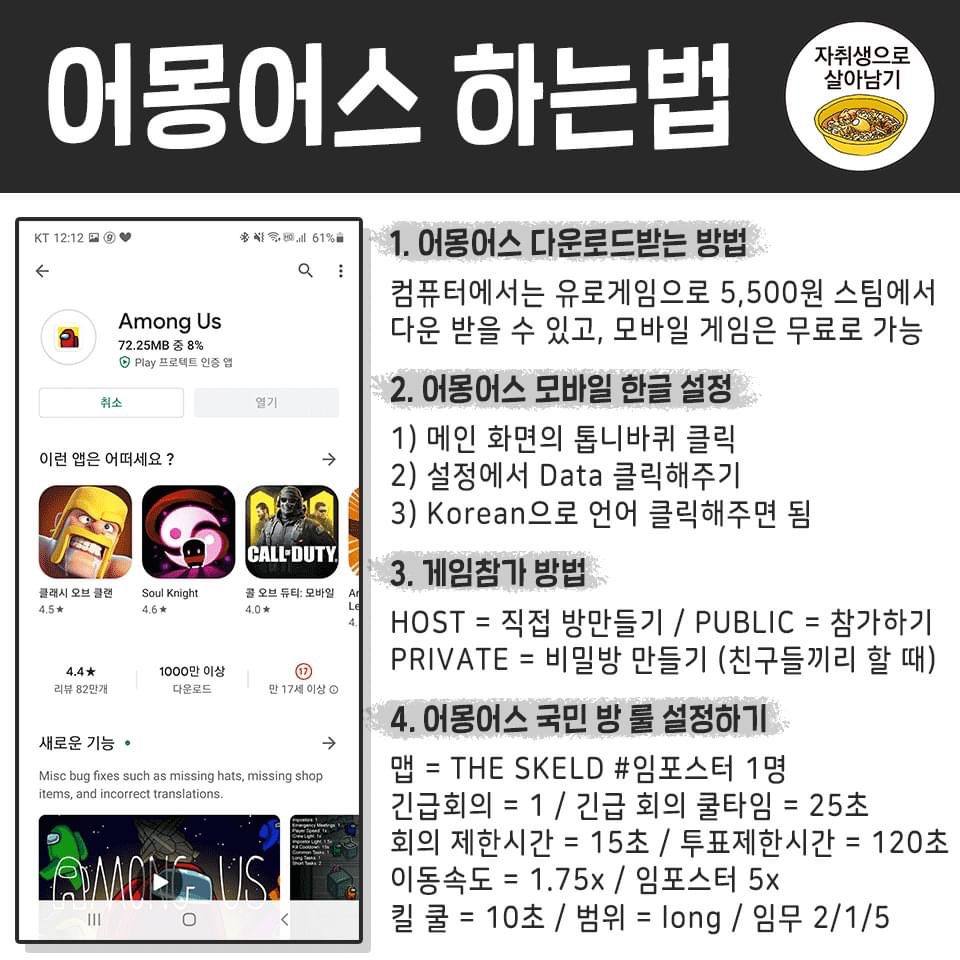 어몽어스 하는법
자취생으로
살아남기
KT 12:12
61%
Among Us
72.25MB 중 8%
Play 프로텍트 인증 앱
취소
열기
이런 앱은 어떠세요 ?
CALL OF DUTY
클래시 오브 클랜
Soul Knight
콜 오브 듀티: 모바일
4.5★
4.6★
4.0★
4.
4.4★
1000만 이상
17
리뷰 82만개
다운로드
만 17세 이상
새로운 기능
Misc bug fixes such as missing hats, missing shop
items, and incorrect translations.
AMONG US
Impostors: 1
Emergency Meetings: 1
1. 어몽어스 다운로드받는 방법
컴퓨터에서는 유로게임으로 5,500원 스팀에서
다운 받을 수 있고, 모바일 게임은 무료로 가능
2. 어몽어스 모바일 한글 설정
1) 메인 화면의 톱니바퀴 클릭
2) 설정에서 Data 클릭해주기
3) Korean으로 언어 클릭해주면 됨
3. 게임참가 방법
HOST = 직접 방만들기 / PUBLIC = 참가하기
PRIVATE = 비밀방 만들기 (친구들끼리 할 때)
4. 어몽어스 국민 방 룰 설정하기
맵 = THE SKELD #임포스터 1명
긴급회의 = 1 / 긴급 회의 쿨타임 = 25초
회의 제한시간 = 15초 / 투표제한시간 = 120초
이동속도 = 1.75x / 임포스터 5x
킬 쿨 = 10초 / 범위 = long / 임무 2/1/5